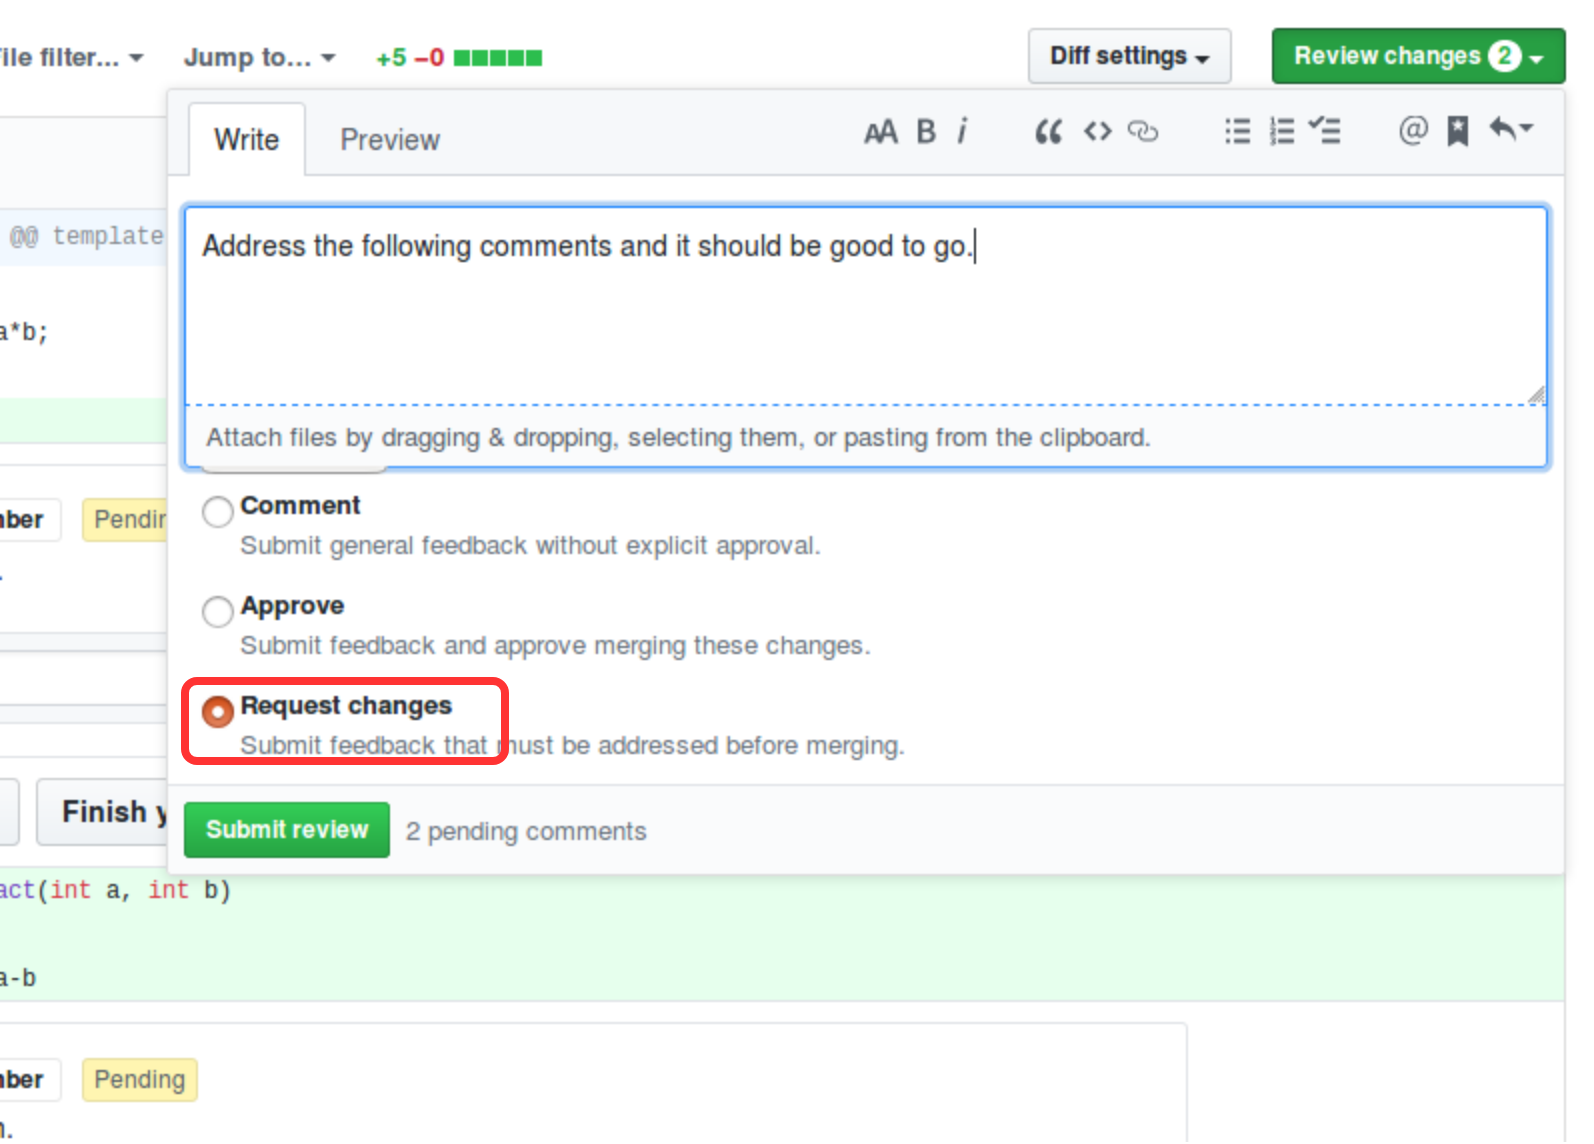 ile filter...
Jump to...
+5 −0
Diff settings
Review changes 2
Write
Preview
AA B i
@
@@ template
Address the following comments and it should be good to go.
a*b;
Attach files by dragging & dropping, selecting them, or pasting from the clipboard.
Comment
Submit general feedback without explicit approval.
ber
Pendin
Approve
Submit feedback and approve merging these changes.
Request changes
Submit feedback that must be addressed before merging.
Finish y
Submit review
2 pending comments
act(int a, int b)
a-b
ber
Pending
n.